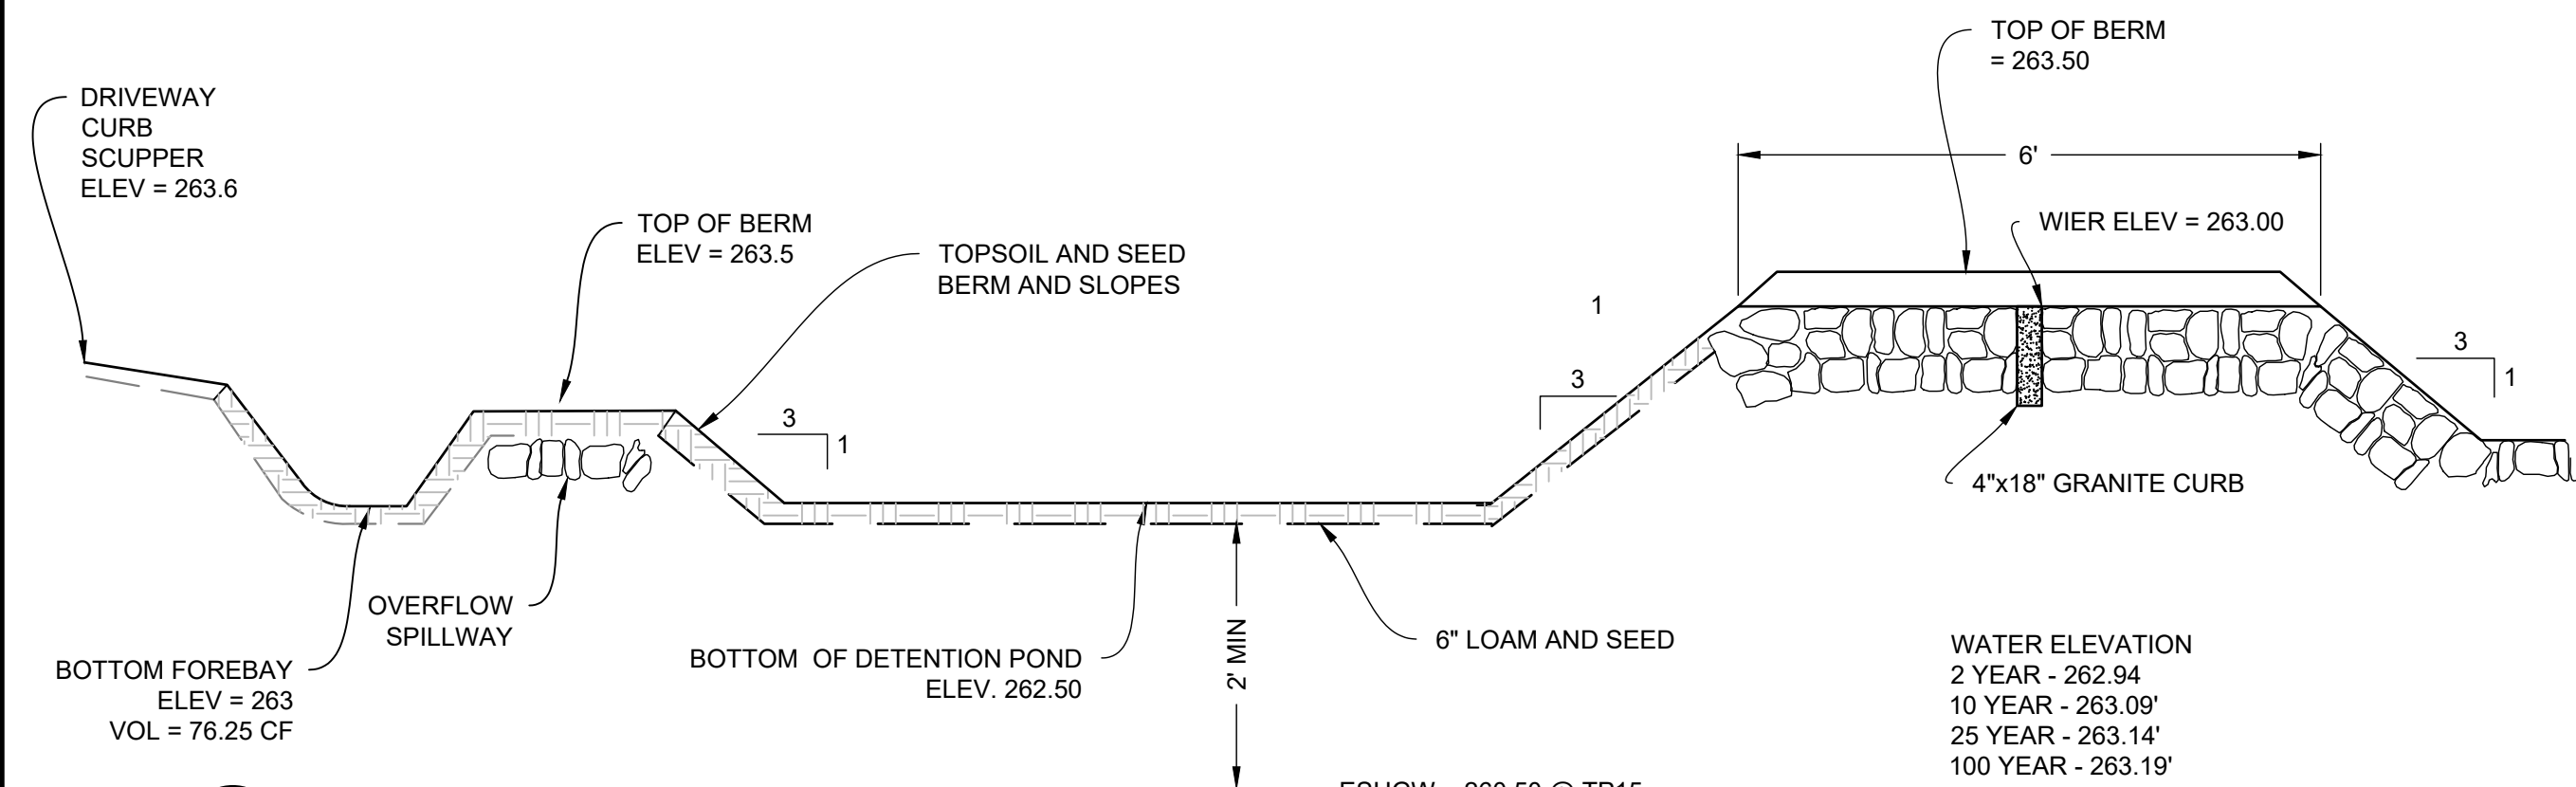 TOP OF BERM
= 263.50
DRIVEWAY
CURB
SCUPPER
ELEV = 263.6
6'
TOP OF BERM
ELEV = 263.5
WIER ELEV = 263.00
TOPSOIL AND SEED
BERM AND SLOPES
1
3
1
3
3
1
4"x18" GRANITE CURB
OVERFLOW
SPILLWAY
6" LOAM AND SEED
2' MIN
BOTTOM FOREBAY
ELEV = 263
VOL = 76.25 CF
BOTTOM OF DETENTION POND
ELEV. 262.50
WATER ELEVATION
2 YEAR - 262.94
10 YEAR - 263.09'
25 YEAR - 263.14'
100 YEAR - 263.19'